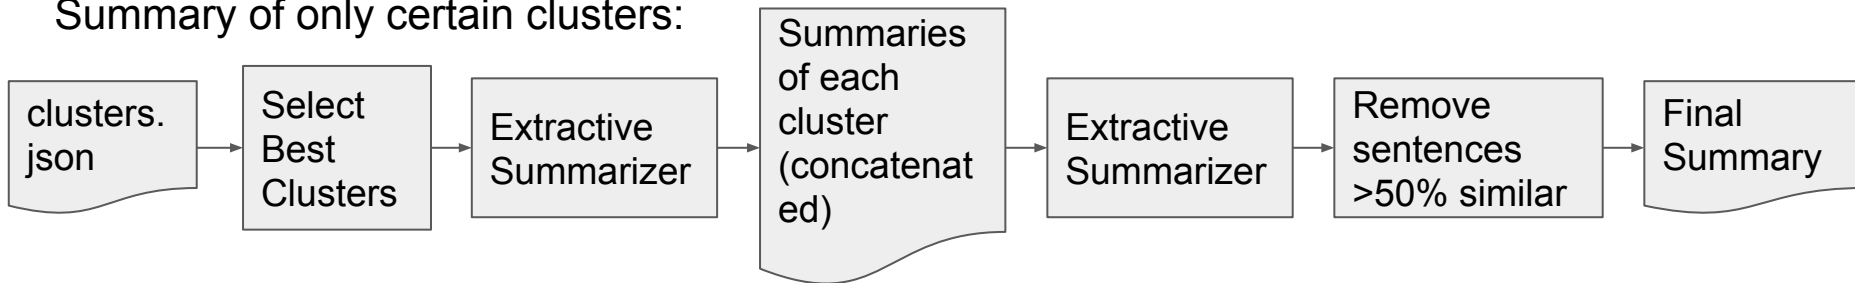 Summary of only certain clusters:
clusters.
json
Select
Best
Clusters
Extractive
Summarizer
Summaries
of each
cluster
(concatenat
ed)
Extractive
Summarizer
Remove
sentences
>50% similar
Final
Summary